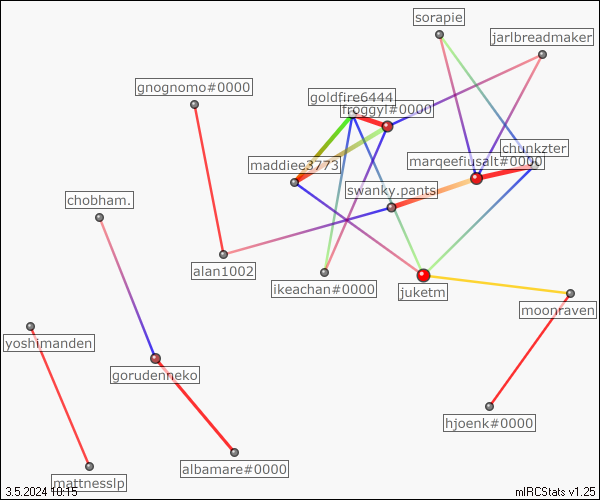 sorapie
jarlbreadmaker
gnognomo#0000
goldfire6444
froggyl#0000
chunkzter
marqeefiusalt#0000
maddiee3773
swanky.pants
chobham.
alan1002
ikeachan#0000
juketm
moonraven
yoshimanden
gorudenneko
hjoenk#0000
albamare#0000
mattnesslp
3.5.2024 10:15
mIRCStats v1.25